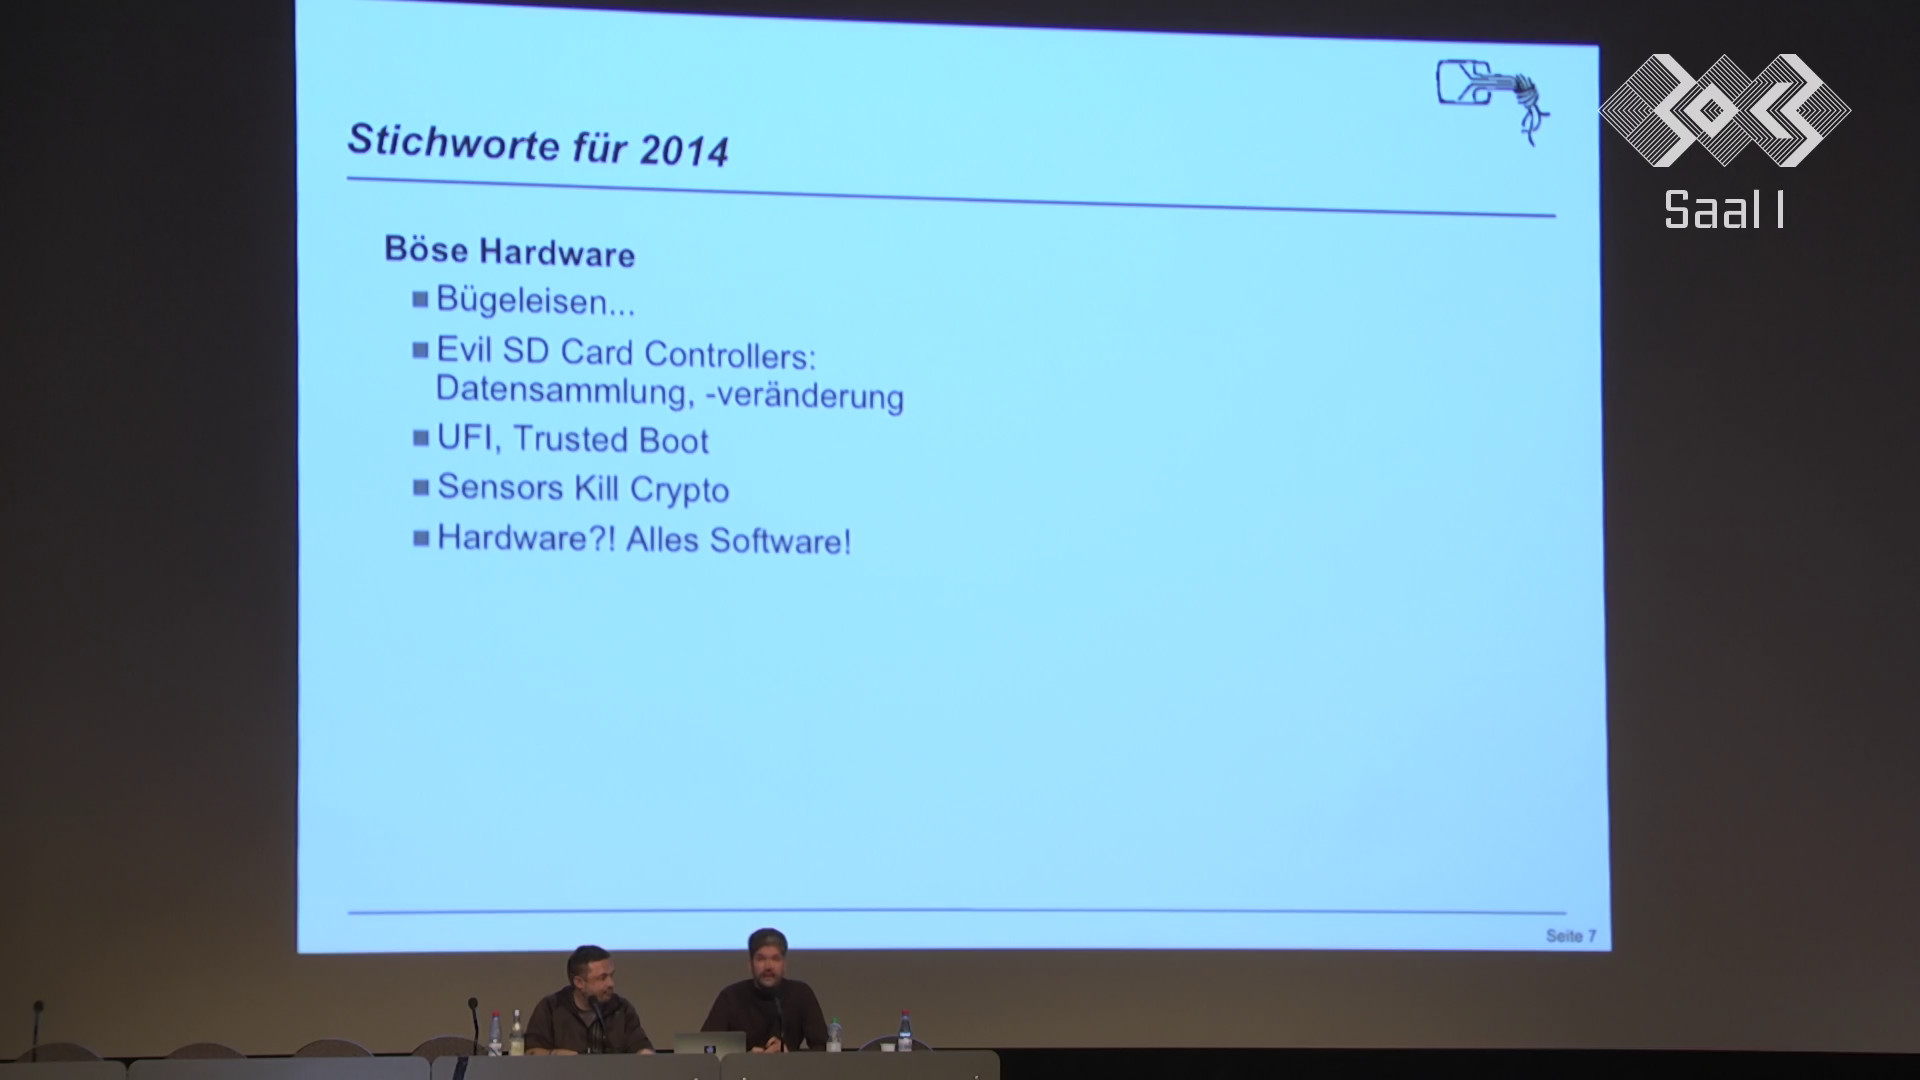 Stichworte für 2014
Böse Hardware
Bügeleisen...
Evil SD Card Controllers:
Datensammlung, -veränderung
UFI, Trusted Boot
Sensors Kill Crypto
Hardware?! Alles Software!
Seite 7
Saal 1